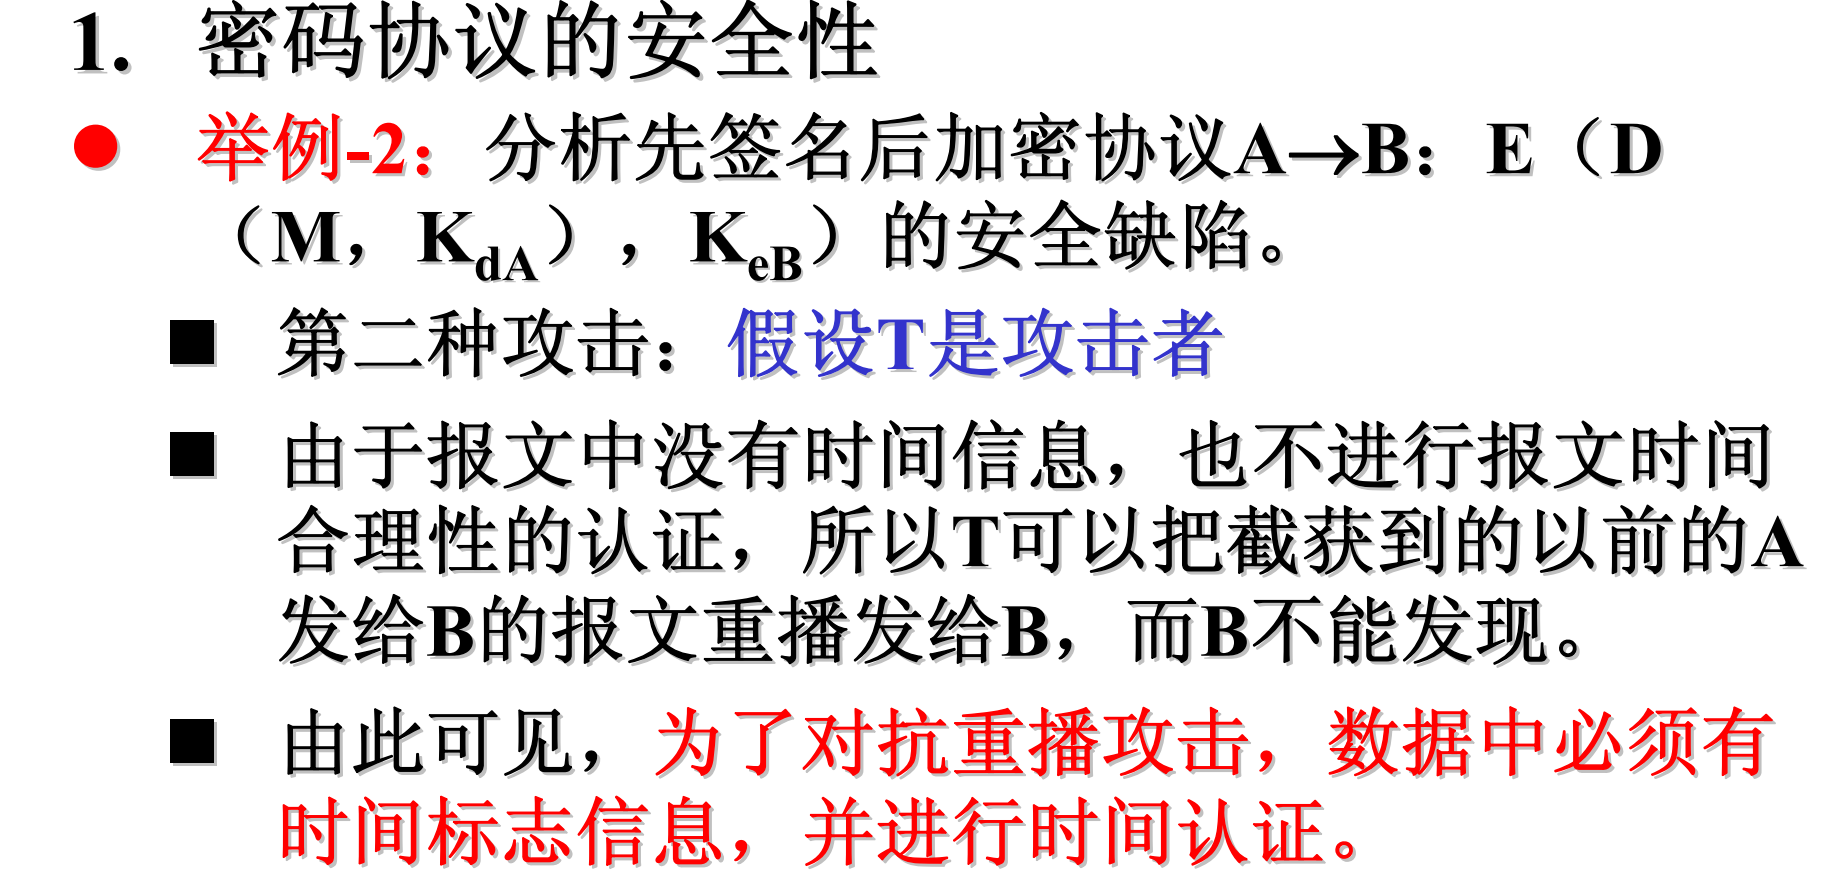 1. 密码协议的安全性
● 举例-2：分析先签名后加密协议A→B：E（D
（M，KdA），KeB）的安全缺陷。
■ 第二种攻击：假设T是攻击者
■ 由于报文中没有时间信息，也不进行报文时间
合理性的认证，所以T可以把截获到的以前的A
发给B的报文重播发给B，而B不能发现。
■ 由此可见，为了对抗重播攻击，数据中必须有
时间标志信息，并进行时间认证。